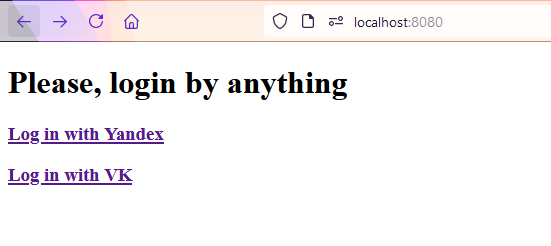 localhost:8080
Please, login by anything
Log in with Yandex
Log in with VK